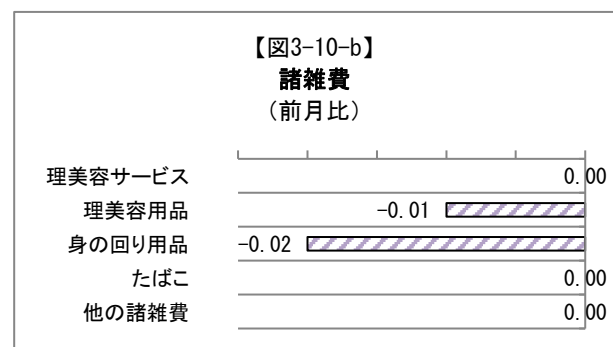 【図3-10-b】
諸雑費
（前月比）
理美容サービス 0.00
理美容用品 -0.01
身の回り用品 -0.02
たばこ 0.00
他の諸雑費 0.00